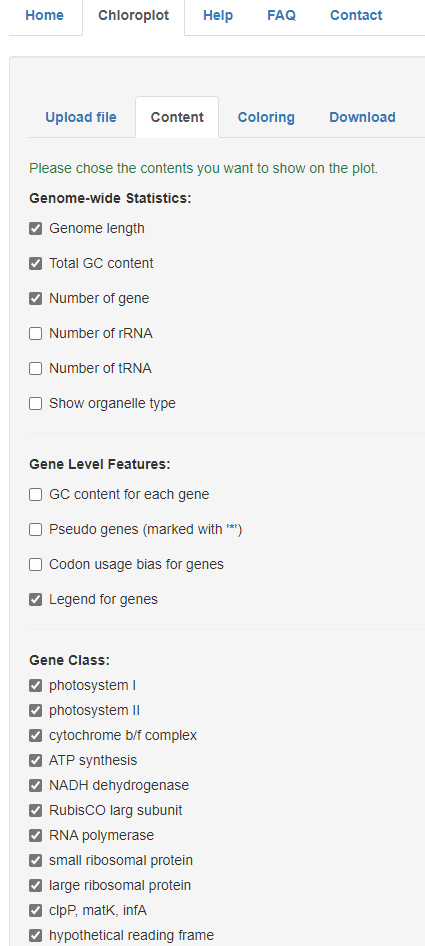 Home Chloroplot Help FAQ Contact
Upload file Content Coloring Download
Please chose the contents you want to show on the plot.
Genome-wide Statistics:
Genome length
Total GC content
Number of gene
Number of rRNA
Number of tRNA
Show organelle type
Gene Level Features:
GC content for each gene
Pseudo genes (marked with '*')
Codon usage bias for genes
Legend for genes
Gene Class:
photosystem I
photosystem II
cytochrome b/f complex
ATP synthesis
NADH dehydrogenase
RubisCO larg subunit
RNA polymerase
small ribosomal protein
large ribosomal protein
clpP, matK, infA
hypothetical reading frame